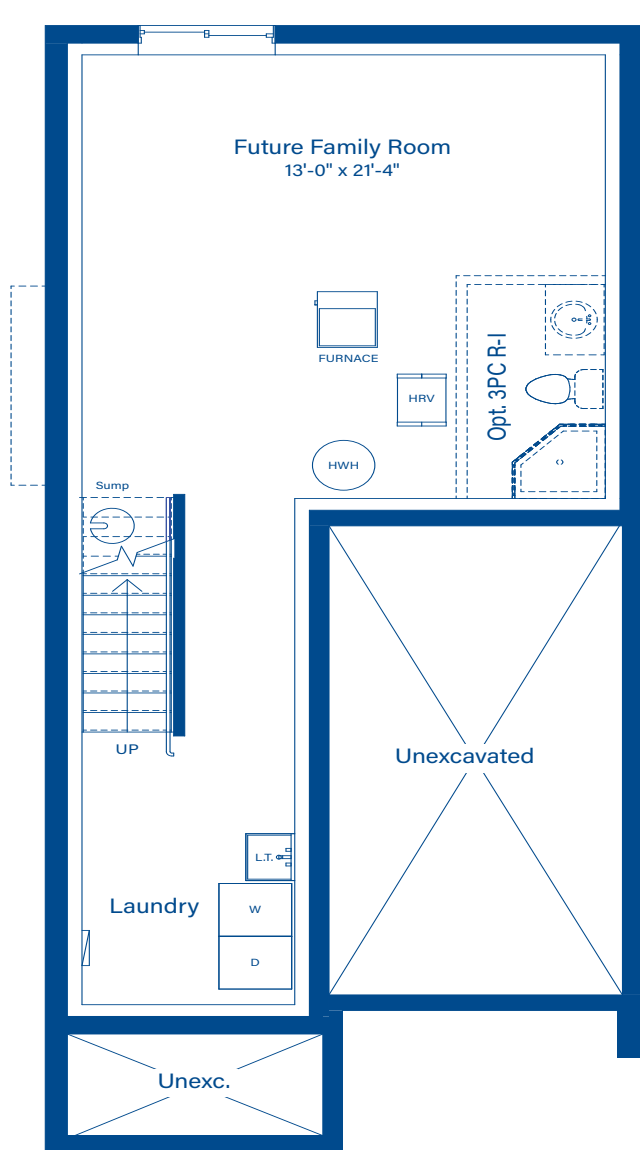 Future Family Room
13'-0" x 21'-4"
FURNACE
Opt. 3PC R-I
HRV
HWH
Sump
UP
Unexcavated
L.T.
Laundry
W
D
Unexc.